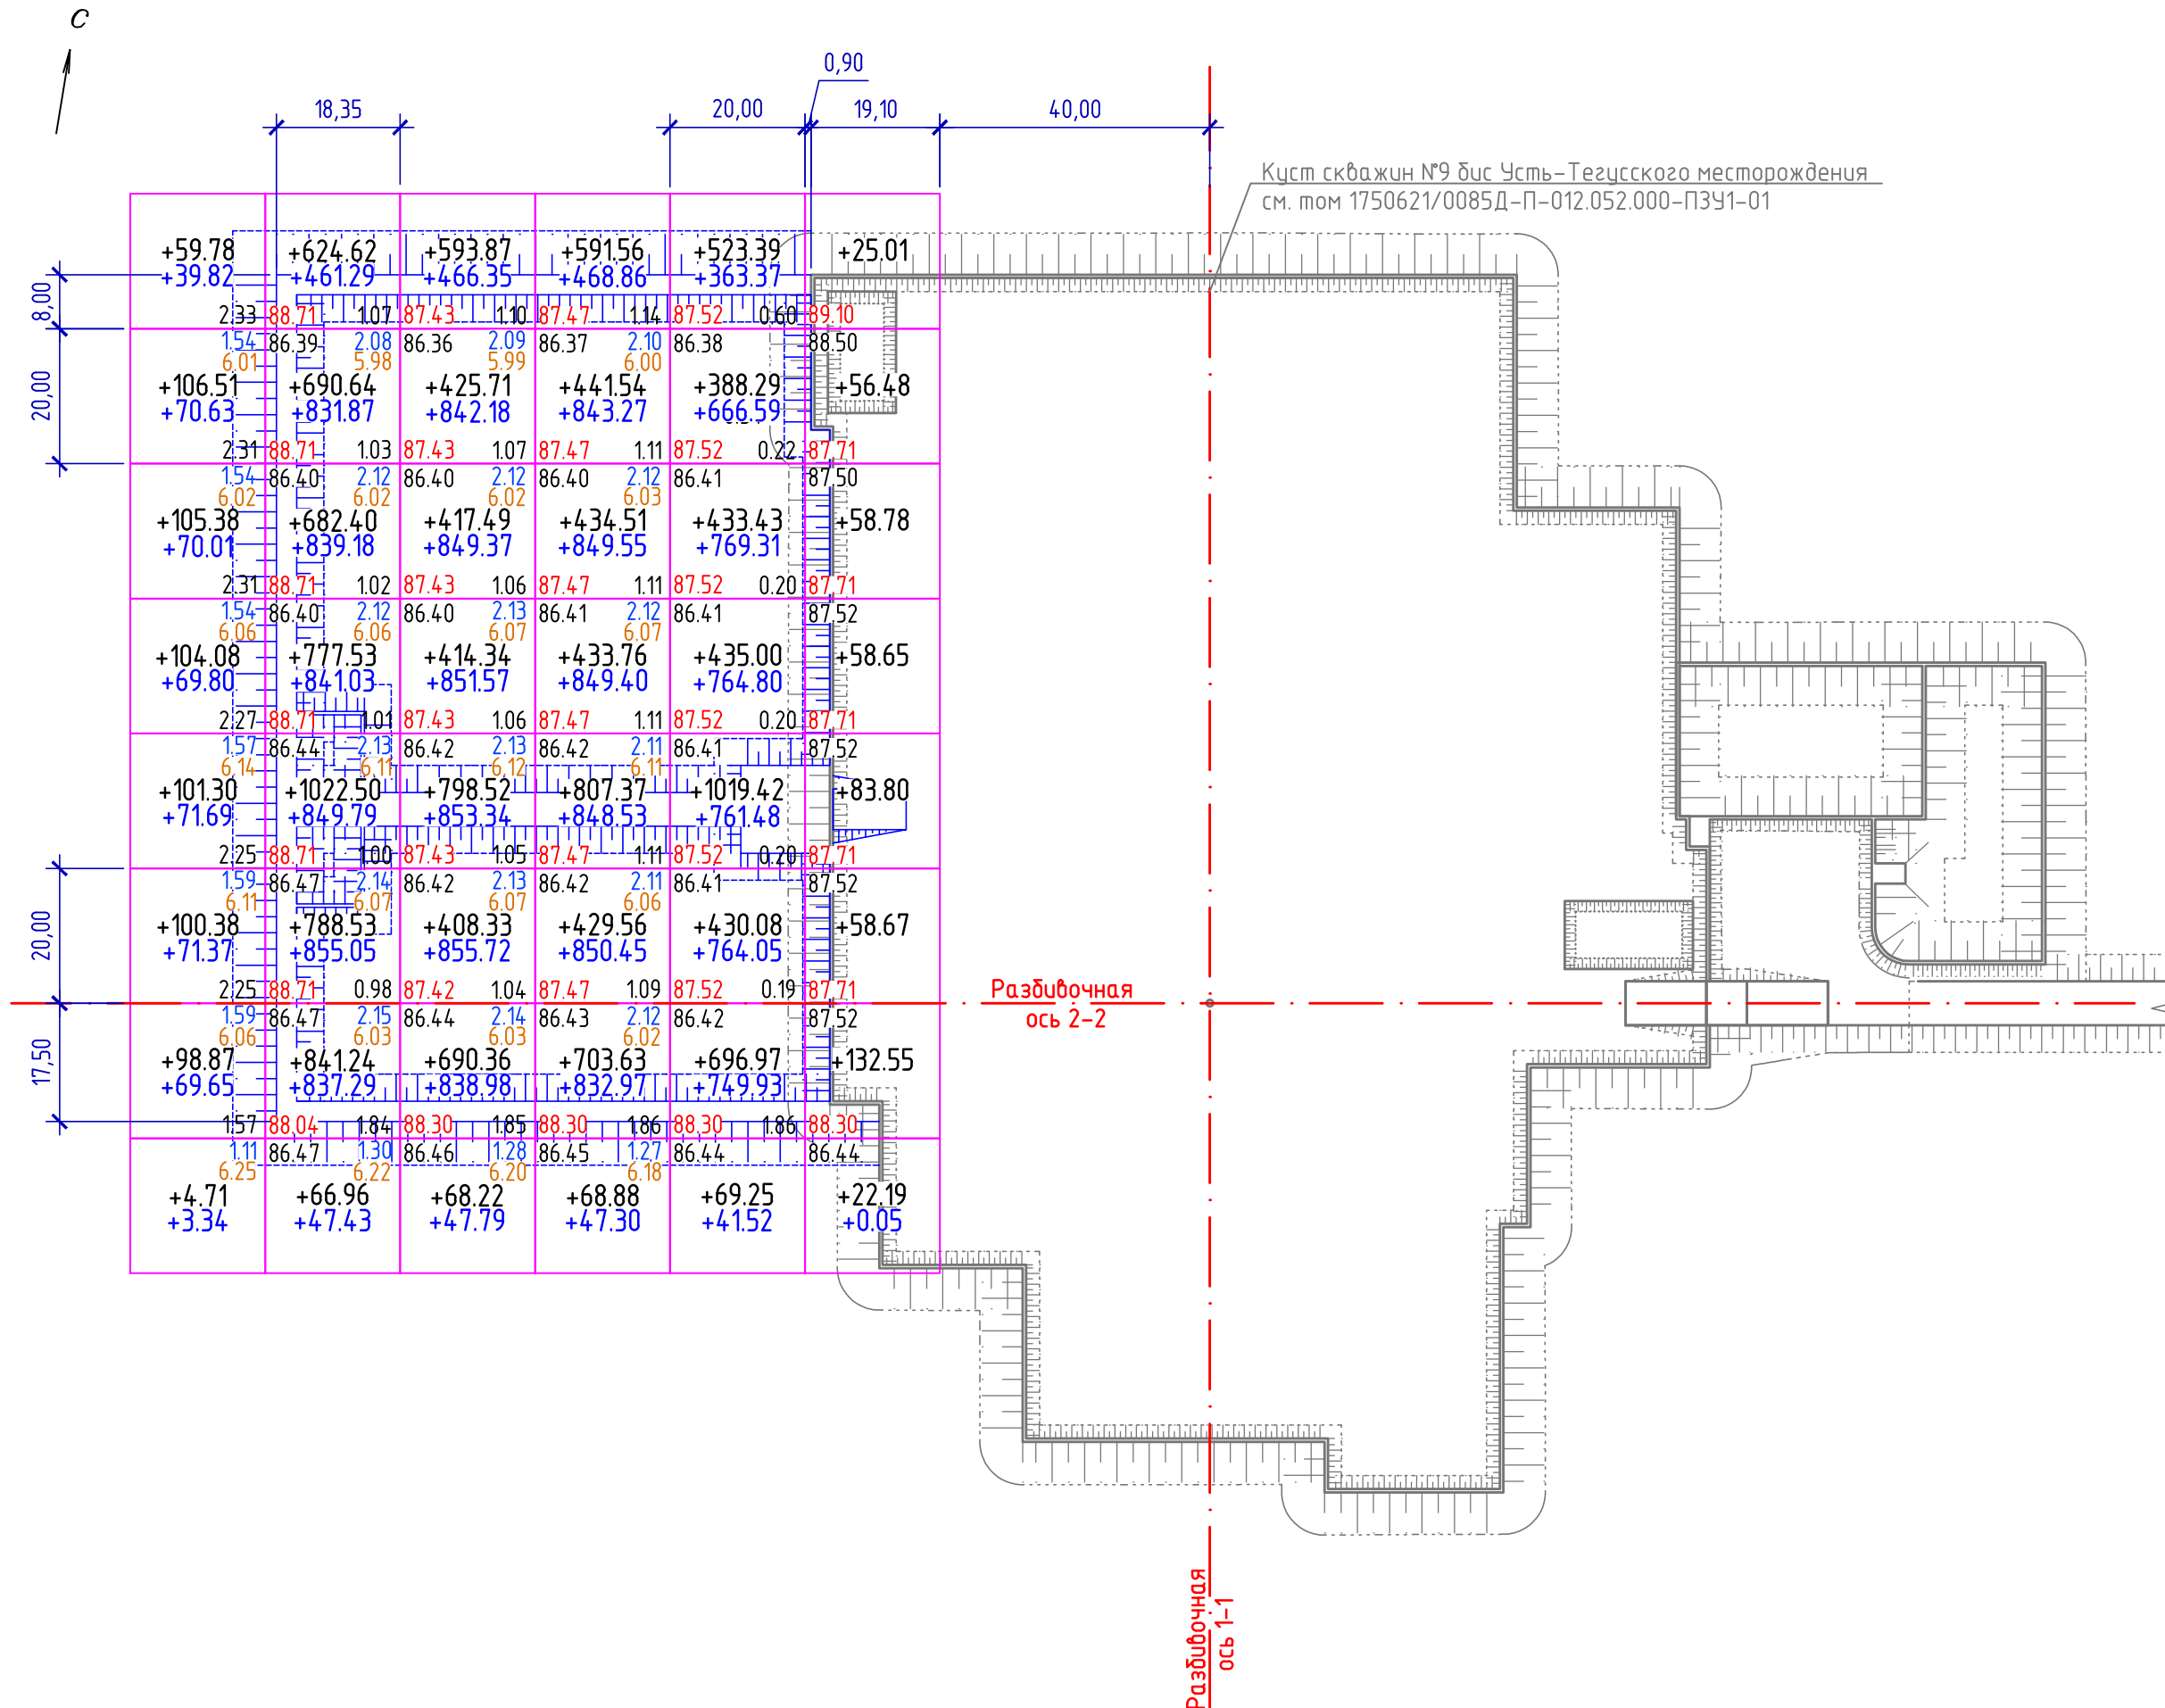 С
0,90
18,35
20,00
19,10
40,00
Куст скважин №9 бис Усть-Тегусского месторождения
см. том 1750621/0085Д-П-012.052.000-ПЗУ1-01
+59.78 +624.62 +593.87 +591.56 +523.39 +25.01
+39.82 +461.29 +466.35 +468.86 +363.37
8,00
2.33 88.71 1.07 87.43 1.10 87.47 1.14 87.52 0.60 89.10
1.54 86.39 2.08 86.36 2.09 86.37 2.10 86.38 88.50
6.01 5.98 5.99 6.00
+106.51 +690.64 +425.71 +441.54 +388.29 +56.48
+70.63 +831.87 +842.18 +843.27 +666.59
20,00
2.31 88.71 1.03 87.43 1.07 87.47 1.11 87.52 0.22 87.71
1.54 86.40 2.12 86.40 2.12 86.40 2.12 86.41 87.50
6.02 6.02 6.02 6.03
+105.38 +682.40 +417.49 +434.51 +433.43 +58.78
+70.01 +839.18 +849.37 +849.55 +769.31
2.31 88.71 1.02 87.43 1.06 87.47 1.11 87.52 0.20 87.71
1.54 86.40 2.12 86.40 2.13 86.41 2.12 86.41 87.52
6.06 6.06 6.07 6.07
+104.08 +777.53 +414.34 +433.76 +435.00 +58.65
+69.80 +841.03 +851.57 +849.40 +764.80
2.27 88.71 1.01 87.43 1.06 87.47 1.11 87.52 0.20 87.71
1.57 86.44 2.13 86.42 2.13 86.42 2.11 86.41 87.52
6.14 6.11 6.12 6.11
+101.30 +1022.50 +798.52 +807.37 +1019.42 +83.80
+71.69 +849.79 +853.34 +848.53 +761.48
2.25 88.71 1.00 87.43 1.05 87.47 1.11 87.52 0.20 87.71
1.59 86.47 2.14 86.42 2.13 86.42 2.11 86.41 87.52
6.11 6.07 6.07 6.06
+100.38 +788.53 +408.33 +429.56 +430.08 +58.67
+71.37 +855.05 +855.72 +850.45 +764.05
20,00
2.25 88.71 0.98 87.42 1.04 87.47 1.09 87.52 0.19 87.71
1.59 86.47 2.15 86.44 2.14 86.43 2.12 86.42 87.52
6.06 6.03 6.03 6.02
Разбивочная
ось 2-2
+98.87 +841.24 +690.36 +703.63 +696.97 +132.55
+69.65 +837.29 +838.98 +832.97 +749.93
17,50
1.57 88.04 1.84 88.30 1.85 88.30 1.86 88.30 1.86 88.30
1.11 86.47 1.30 86.46 1.28 86.45 1.27 86.44 86.44
6.25 6.22 6.20 6.18
+4.71 +66.96 +68.22 +68.88 +69.25 +22.19
+3.34 +47.43 +47.79 +47.30 +41.52 +0.05
Разбивочная
ось 1-1